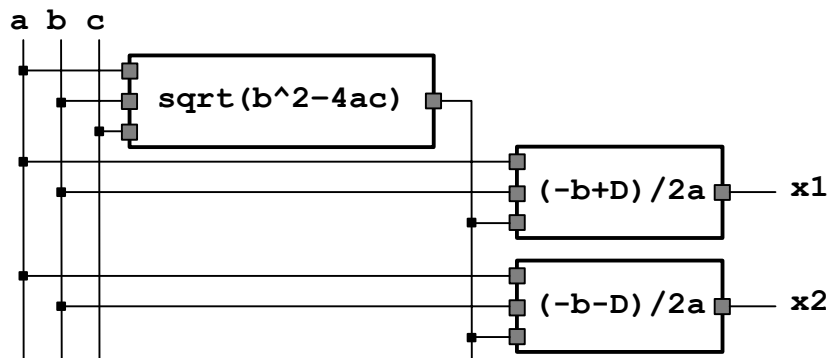 a b c
sqrt(b^2-4ac)
(-b+D)/2a
x1
(-b-D)/2a
x2